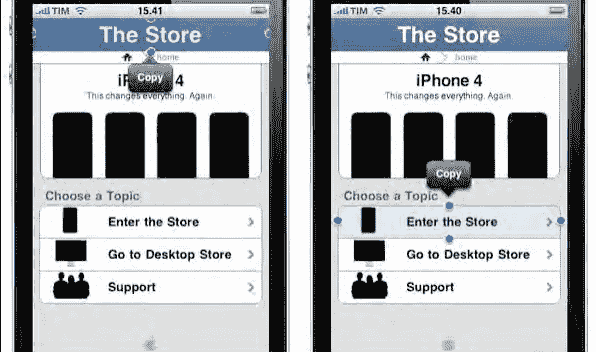 TIM 15.41
The Store
home
Copy
4
This changes everything. Again.
Choose a Topic
Enter the Store
Go to Desktop Store
Support
TIM 15.40
The Store
home
iPhone 4
This changes everything. Again.
Copy
Choose a Topic
Enter the Store
Go to Desktop Store
Support